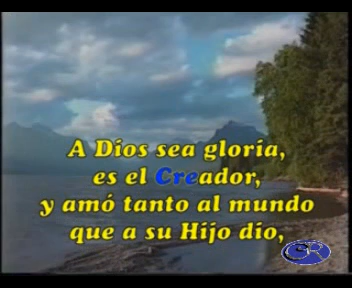 A Dios sea gloria,
es el Creador,
y amó tanto al mundo
que a su Hijo dio,